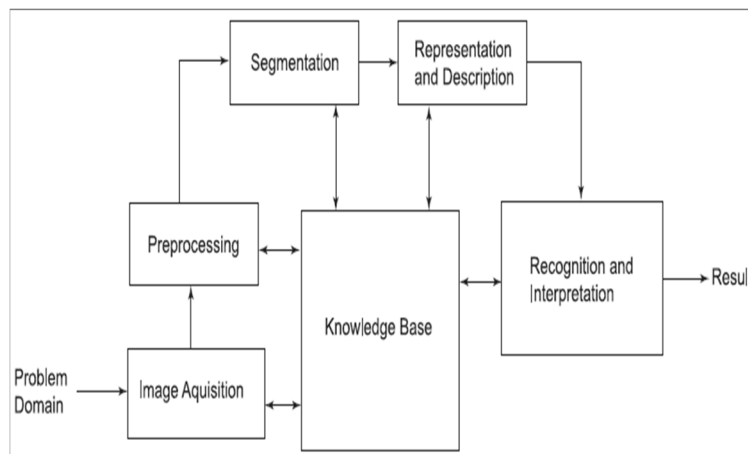 Segmentation
Representation
and Description
Preprocessing
Recognition and
Interpretation
Resul
Knowledge Base
Problem
Domain
Image Aquisition